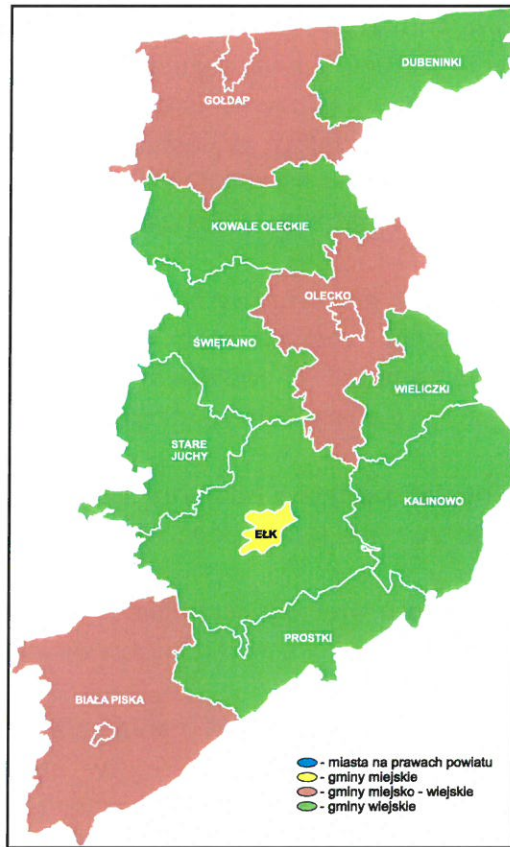 DUBENINKI
GOŁDAP
KOWALE OLECKIE
OLECKO
ŚWIĘTAJNO
WIELICZKI
STARE
JUCHY
KALINOWO
EŁK
PROSTKI
BIAŁA PISKA
- miasta na prawach powiatu
- gminy miejskie
- gminy miejsko - wiejskie
- gminy wiejskie